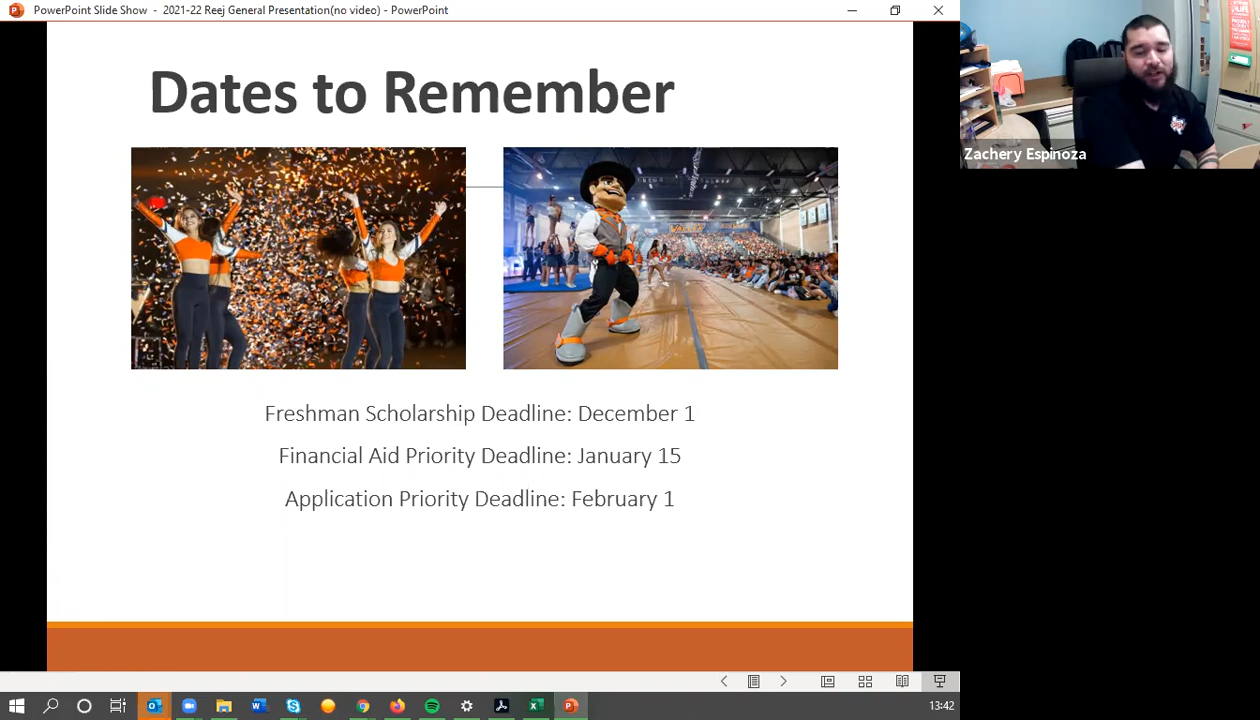 PowerPoint Slide Show - 2021-22 Reej General Presentation(no video) - PowerPoint
Dates to Remember
Freshman Scholarship Deadline: December 1
Financial Aid Priority Deadline: January 15
Application Priority Deadline: February 1
Zachery Espinoza
13:42